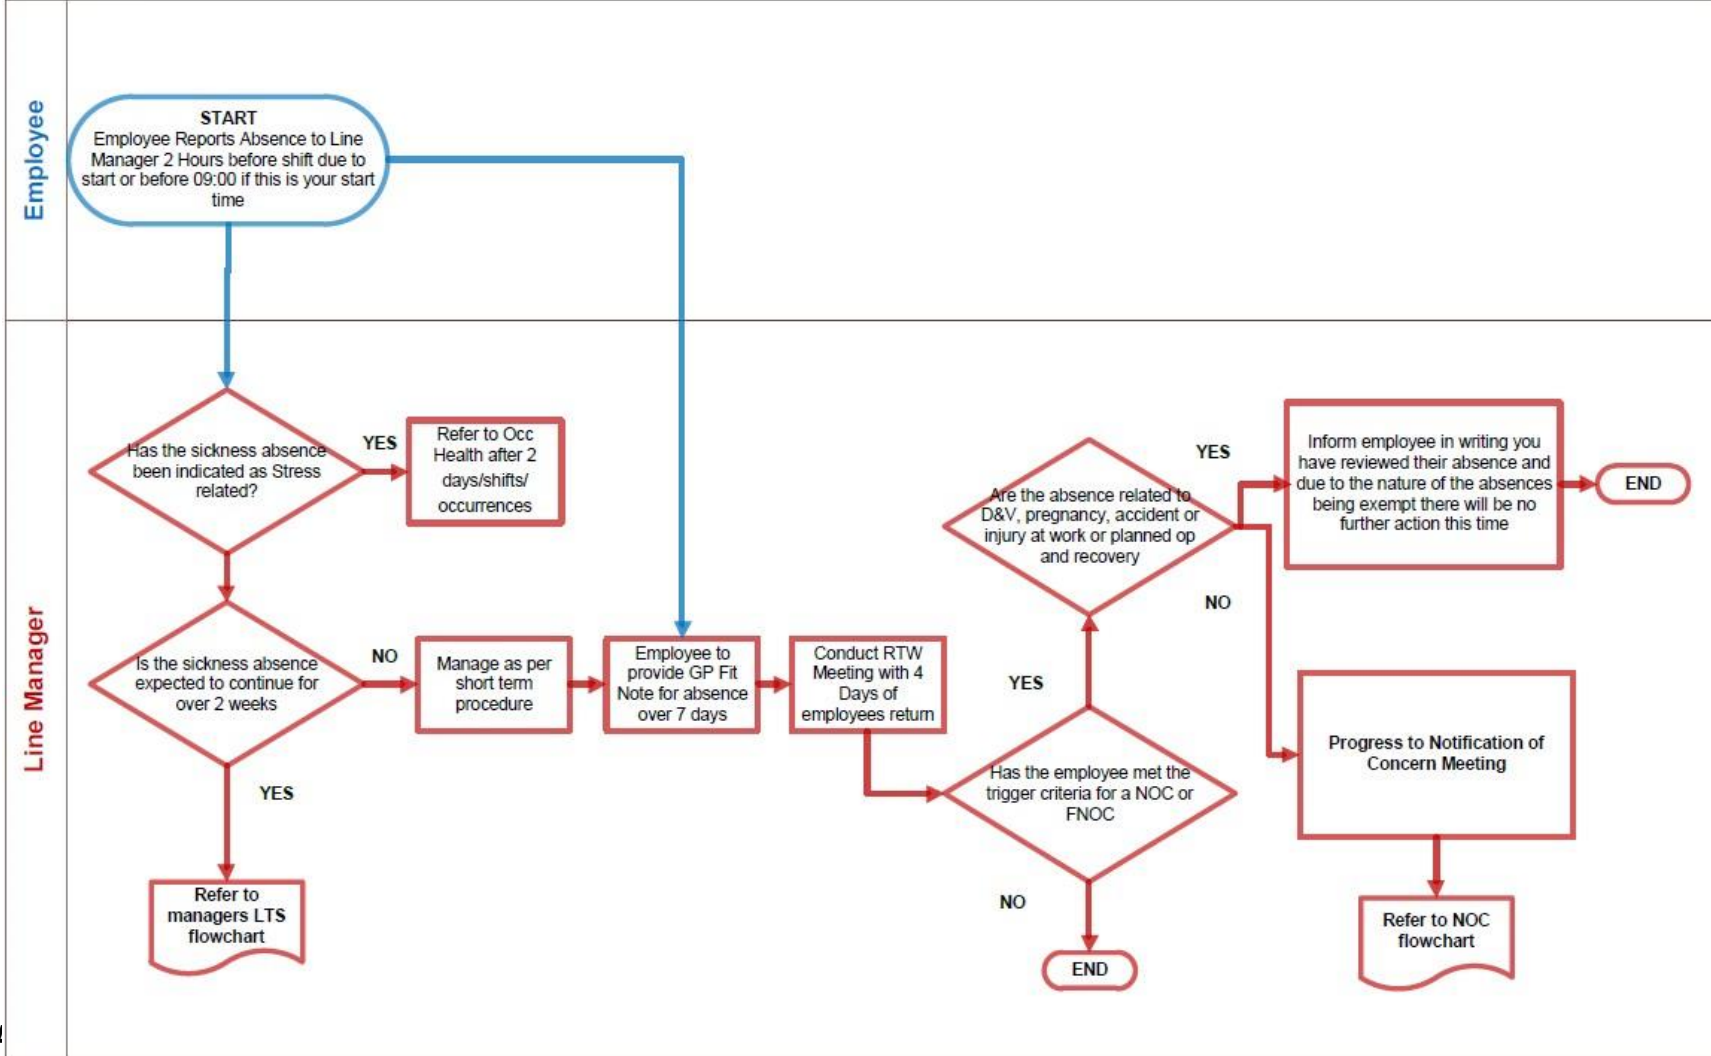 Employee
START
Employee Reports Absence to Line
Manager 2 Hours before shift due to
start or before 09:00 if this is your start
time
Line Manager
Has the sickness absence
been indicated as Stress
related?
YES
Refer to Occ
Health after 2
days/shifts/
occurrences
Is the sickness absence
expected to continue for
over 2 weeks
NO
Manage as per
short term
procedure
Employee to
provide GP Fit
Note for absence
over 7 days
Conduct RTW
Meeting with 4
Days of
employees return
YES
Refer to
managers LTS
flowchart
Has the employee met the
trigger criteria for a NOC or
FNOC
NO
END
YES
Are the absence related to
D&V, pregnancy, accident or
injury at work or planned op
and recovery
YES
Inform employee in writing you
have reviewed their absence and
due to the nature of the absences
being exempt there will be no
further action this time
END
NO
Progress to Notification of
Concern Meeting
Refer to NOC
flowchart